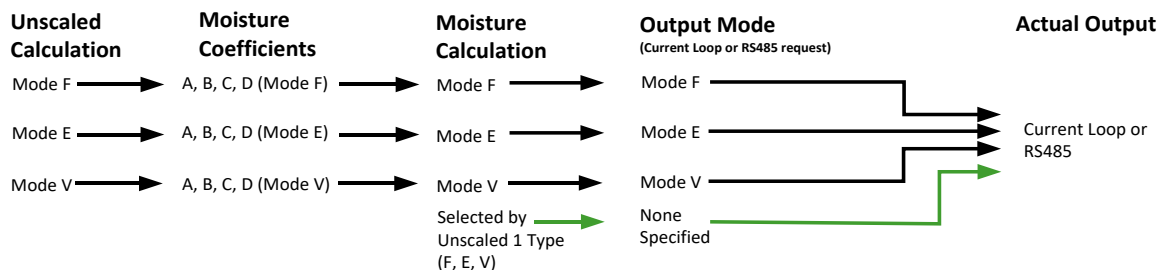 Unscaled
Calculation
Moisture
Coefficients
Moisture
Calculation
Output Mode
(Current Loop or RS485 request)
Actual Output
Mode F
A, B, C, D (Mode F)
Mode F
Mode F
Mode E
A, B, C, D (Mode E)
Mode E
Mode E
Current Loop or
RS485
Mode V
A, B, C, D (Mode V)
Mode V
Mode V
Selected by
Unscaled 1 Type
(F, E, V)
None
Specified